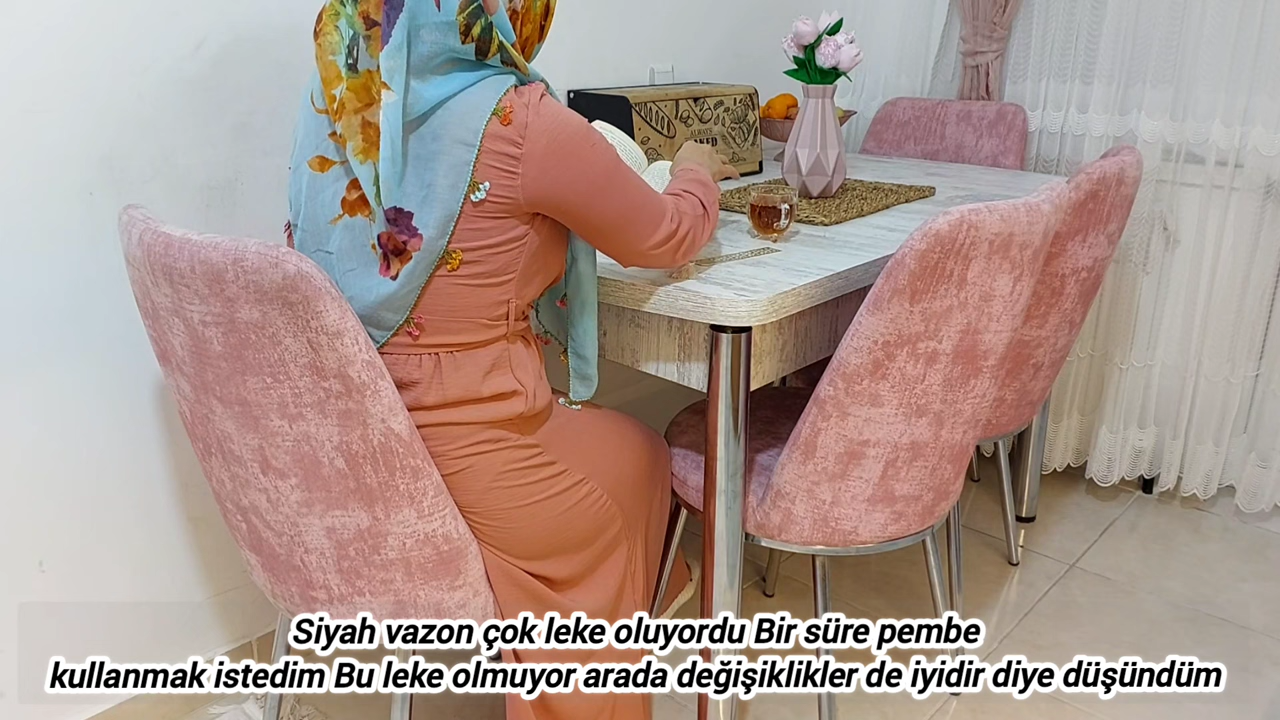 ALWAYS
Siyah vazon çok leke oluyordu Bir süre pembe
kullanmak istedim Bu leke olmuyor arada değişiklikler de iyidir diye düşündüm